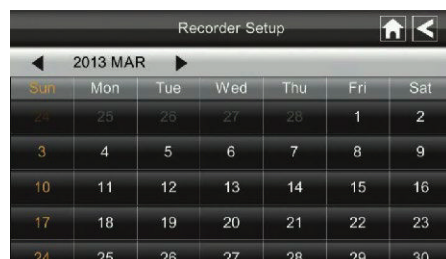 Recorder Setup
2013 MAR
Sun Mon Tue Wed Thu Fri Sat
24 25 26 27 28 1 2
3 4 5 6 7 8 9
10 11 12 13 14 15 16
17 18 19 20 21 22 23
24 25 26 27 28 29 30